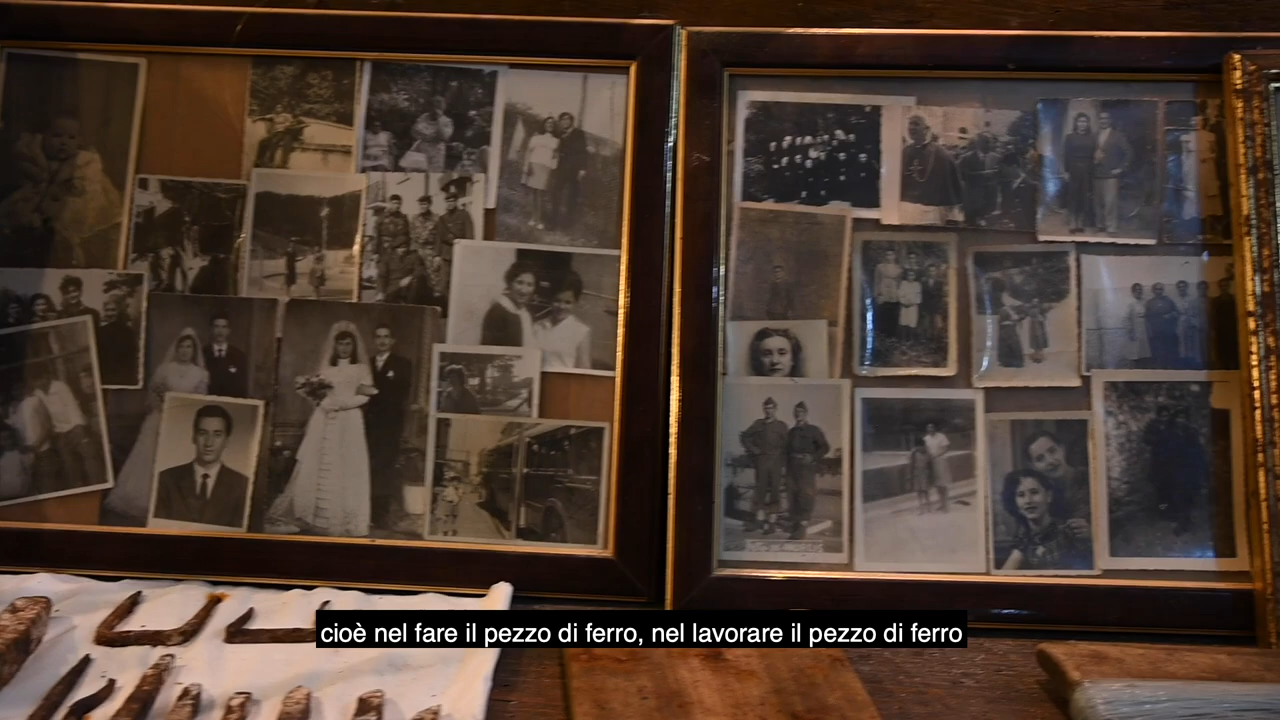 cioè nel fare il pezzo di ferro, nel lavorare il pezzo di ferro